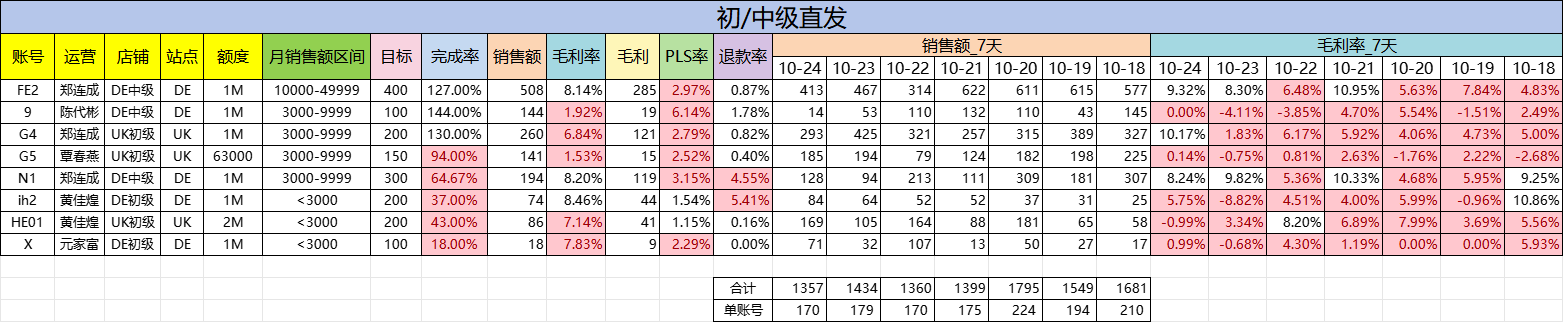 初/中级直发
账号 运营 店铺 站点 额度 月销售额区间 目标 完成率 销售额 毛利率 毛利 PLS率 退款率 销售额_7天 毛利率_7天
10-24 10-23 10-22 10-21 10-20 10-19 10-18 10-24 10-23 10-22 10-21 10-20 10-19 10-18
FE2 郑连成 DE中级 DE 1M 10000-49999 400 127.00% 508 8.14% 285 2.97% 0.87% 413 467 314 622 611 615 577 9.32% 8.30% 6.48% 10.95% 5.63% 7.84% 4.83%
9 陈代彬 DE中级 DE 1M 3000-9999 100 144.00% 144 1.92% 19 6.14% 1.78% 14 53 110 132 110 43 145 0.00% -4.11% -3.85% 4.70% 5.54% -1.51% 2.49%
G4 郑连成 UK初级 UK 1M 3000-9999 200 130.00% 260 6.84% 121 2.79% 0.82% 293 425 321 257 315 389 327 10.17% 1.83% 6.17% 5.92% 4.06% 4.73% 5.00%
G5 覃春燕 UK初级 UK 63000 3000-9999 150 94.00% 141 1.53% 15 2.52% 0.40% 185 194 79 124 182 198 225 0.14% -0.75% 0.81% 2.63% -1.76% 2.22% -2.68%
N1 郑连成 DE中级 DE 1M 3000-9999 300 64.67% 194 8.20% 119 3.15% 4.55% 128 94 213 111 309 181 307 8.24% 9.82% 5.36% 10.33% 4.68% 5.95% 9.25%
ih2 黄佳煌 DE初级 DE 1M <3000 200 37.00% 74 8.46% 44 1.54% 5.41% 84 64 52 52 37 31 25 5.75% -8.82% 4.51% 4.00% 5.99% -0.96% 10.86%
HE01 黄佳煌 UK初级 UK 2M <3000 200 43.00% 86 7.14% 41 1.15% 0.16% 169 105 164 88 181 65 58 -0.99% 3.34% 8.20% 6.89% 7.99% 3.69% 5.56%
X 元家富 DE初级 DE 1M <3000 100 18.00% 18 7.83% 9 2.29% 0.00% 71 32 107 13 50 27 17 0.99% -0.68% 4.30% 1.19% 0.00% 0.00% 5.93%
合计 1357 1434 1360 1399 1795 1549 1681
单账号 170 179 170 175 224 194 210